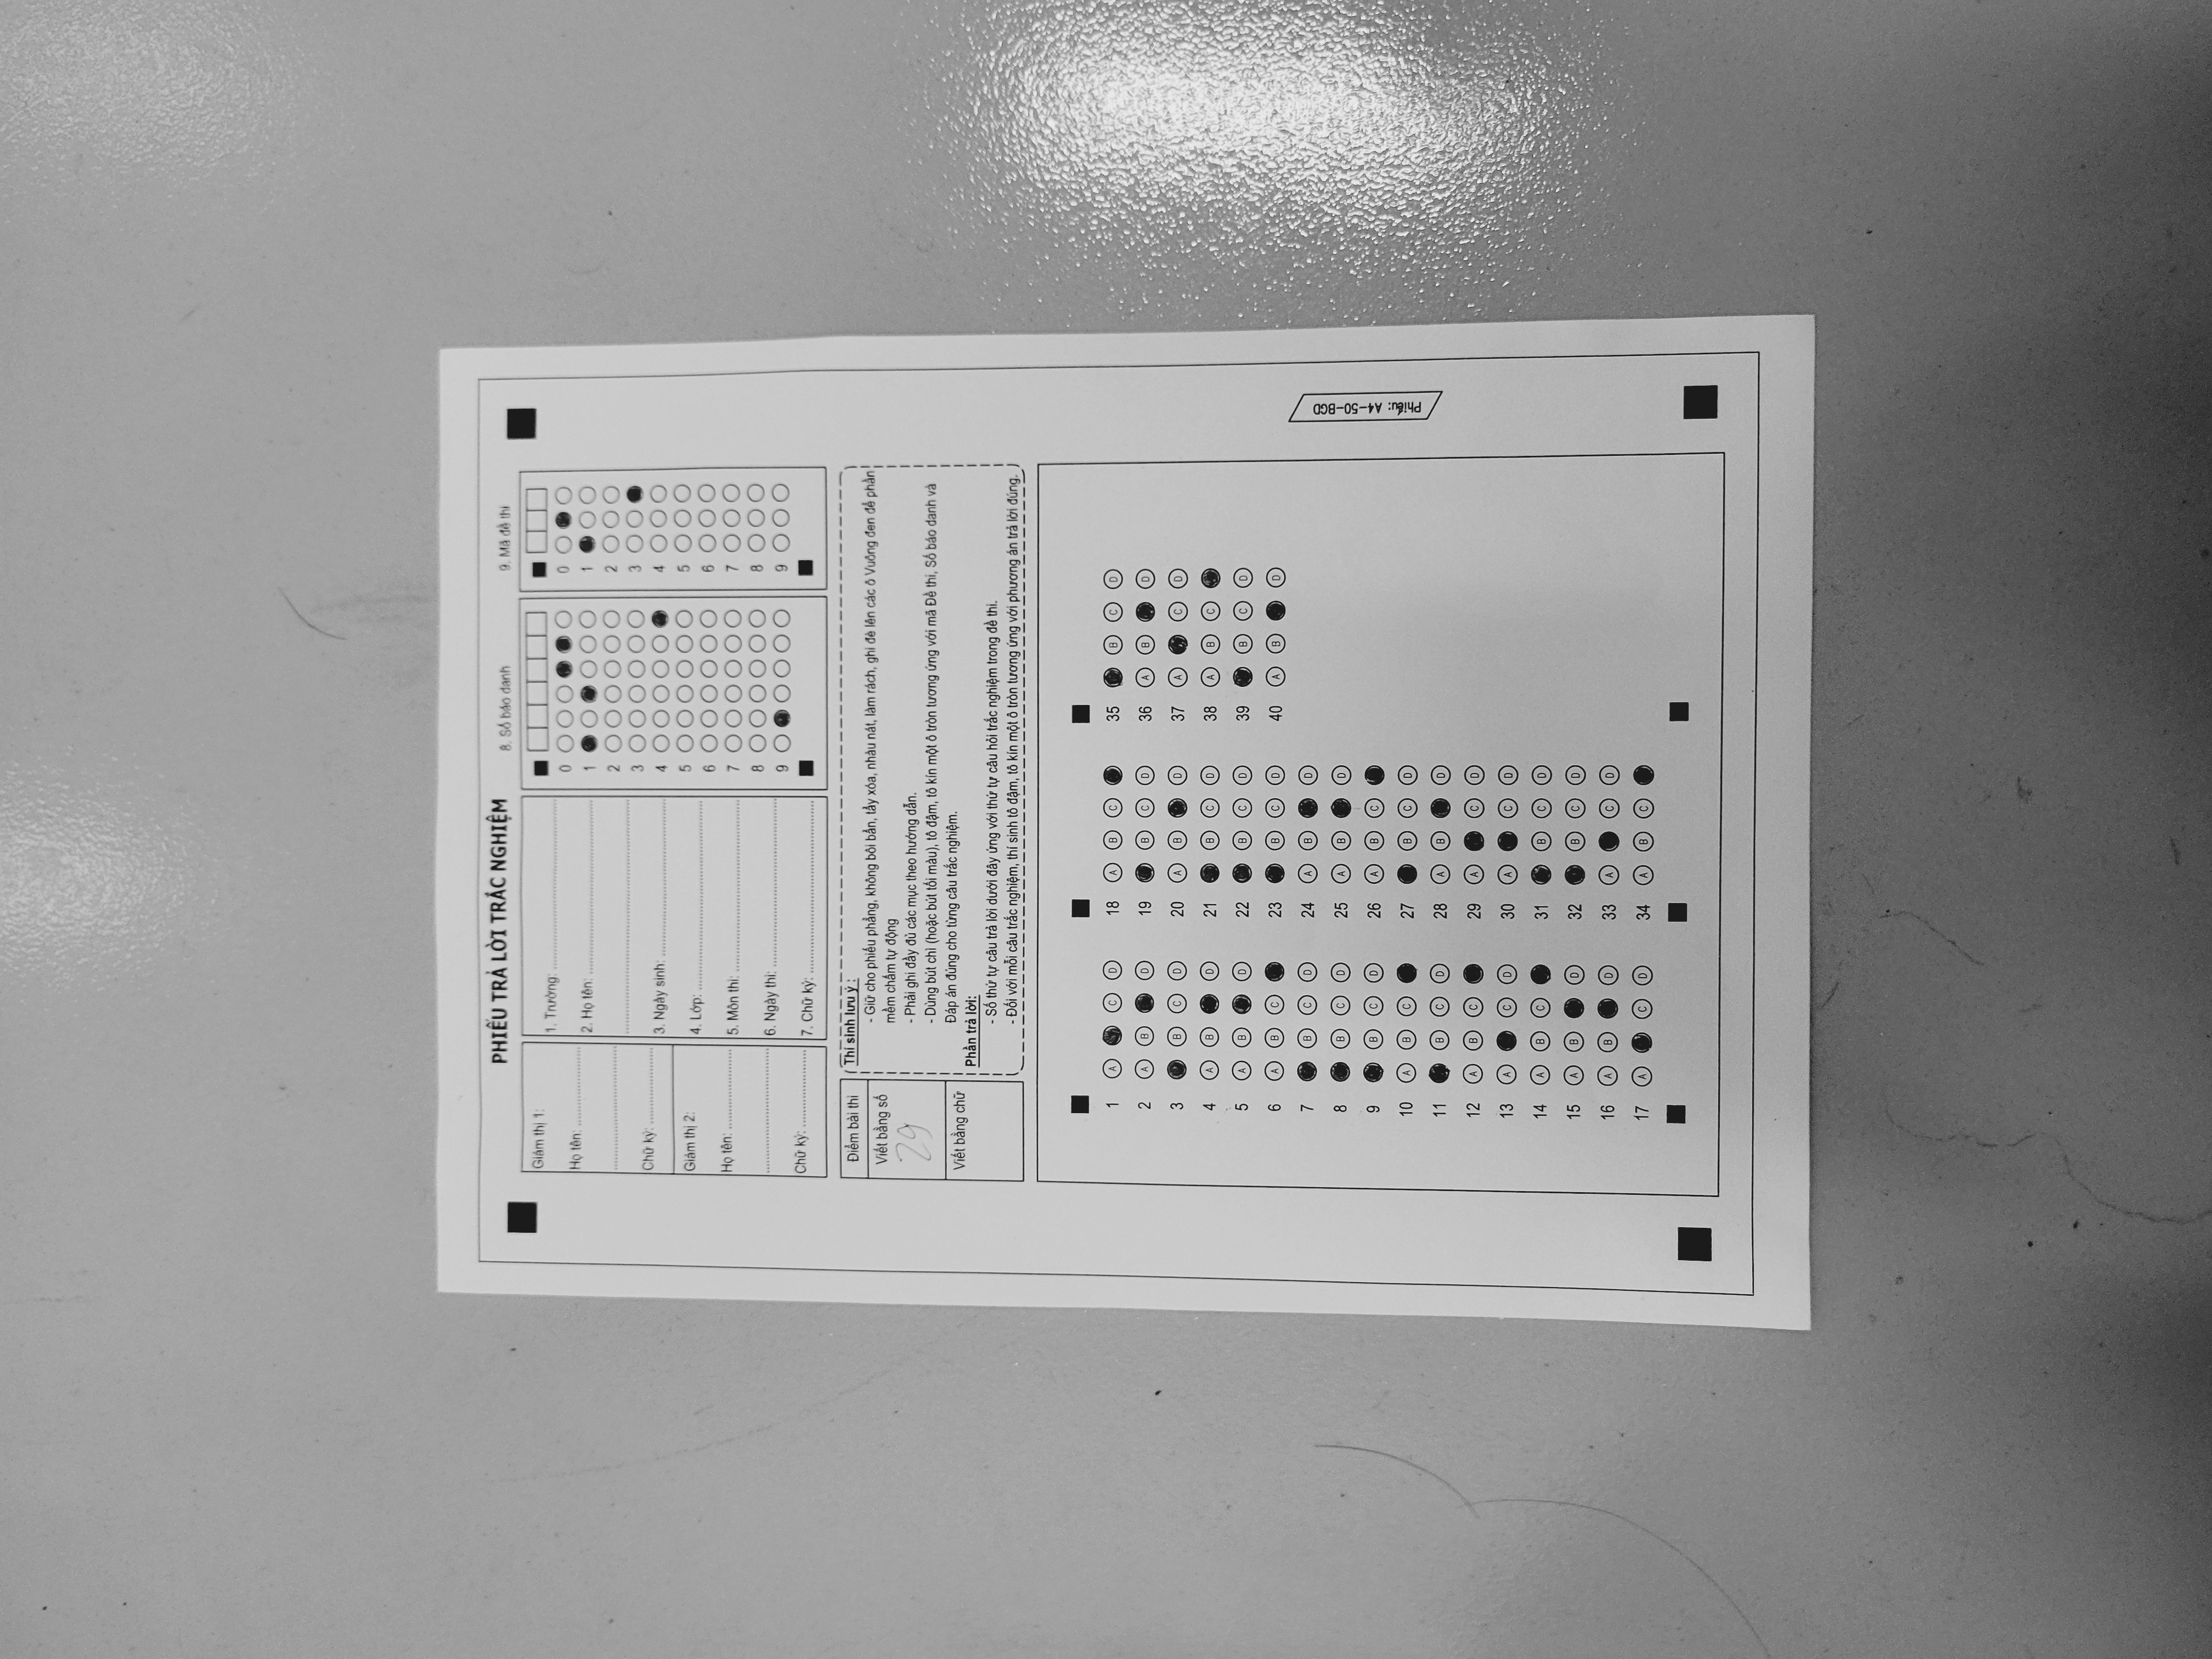 PHIẾU TRẢ LỜI TRẮC NGHIỆM
Giám thị 1:
Họ tên:
Chữ ký:
Giám thị 2:
Họ tên:
Chữ ký:
1. Trường:
2. Họ tên:
3. Ngày sinh:
4. Lớp:
5. Môn thi:
6. Ngày thi:
7. Chữ ký:
8. Số báo danh
0
1
2
3
4
5
6
7
8
9
9. Mã đề thi
0
1
2
3
4
5
6
7
8
9
Điểm bài thi
Viết bằng số
29
Viết bằng chữ
Thí sinh lưu ý :
- Giữ cho phiếu phẳng, không bôi bẩn, tẩy xóa, nhàu nát, làm rách, ghi đè lên các ô Vuông đen để phần
mềm chấm tự động
- Phải ghi đầy đủ các mục theo hướng dẫn.
- Dùng bút chì (hoặc bút tối màu), tô đậm, tô kín một ô tròn tương ứng với mã Đề thi, Số báo danh và
Đáp án đúng cho từng câu trắc nghiệm.
Phần trả lời:
- Số thứ tự câu trả lời dưới đây ứng với thứ tự câu hỏi trắc nghiệm trong đề thi.
- Đối với mỗi câu trắc nghiệm, thí sinh tô đậm, tô kín một ô tròn tương ứng với phương án trả lời đúng.
1 A C D
2 A B D
3 B C D
4 A B D
5 A B D
6 A B C
7 B C D
8 B C D
9 B C D
10 A B C
11 B C D
12 A B C
13 A C D
14 A B C
15 A B D
16 A B D
17 A C D
18 A B C
19 B C D
20 A B D
21 B C D
22 B C D
23 B C D
24 A B D
25 A B D
26 A B C
27 B C D
28 A B D
29 A C D
30 A C D
31 B C D
32 B C D
33 A C D
34 A B C
35 B C D
36 A B D
37 A C D
38 A B C
39 B C D
40 A B D
Phiếu: A4-50-BGD